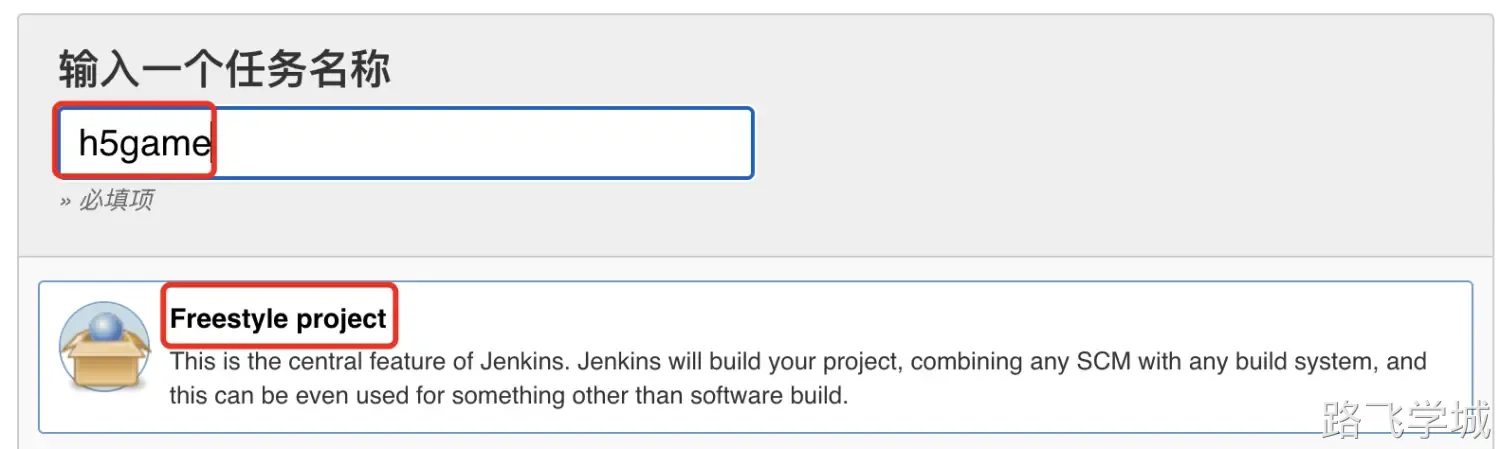 输入一个任务名称
h5game
» 必填项
Freestyle project
This is the central feature of Jenkins. Jenkins will build your project, combining any SCM with any build system, and
this can be even used for something other than software build.
路飞学城